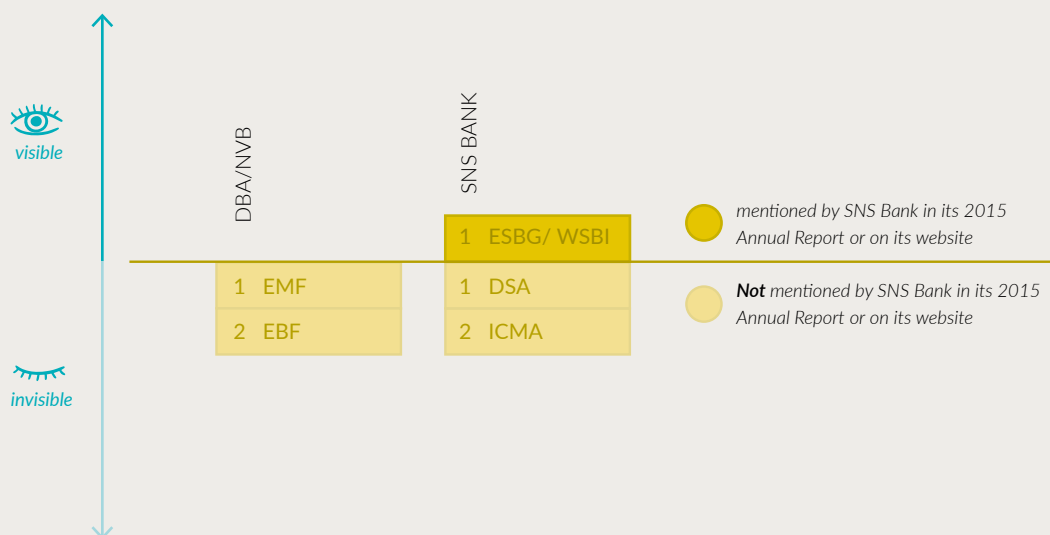 visible
DBA/NVB
SNS BANK
1 ESBG/ WSBI
mentioned by SNS Bank in its 2015
Annual Report or on its website
1 EMF
2 EBF
1 DSA
2 ICMA
Not mentioned by SNS Bank in its 2015
Annual Report or on its website
invisible